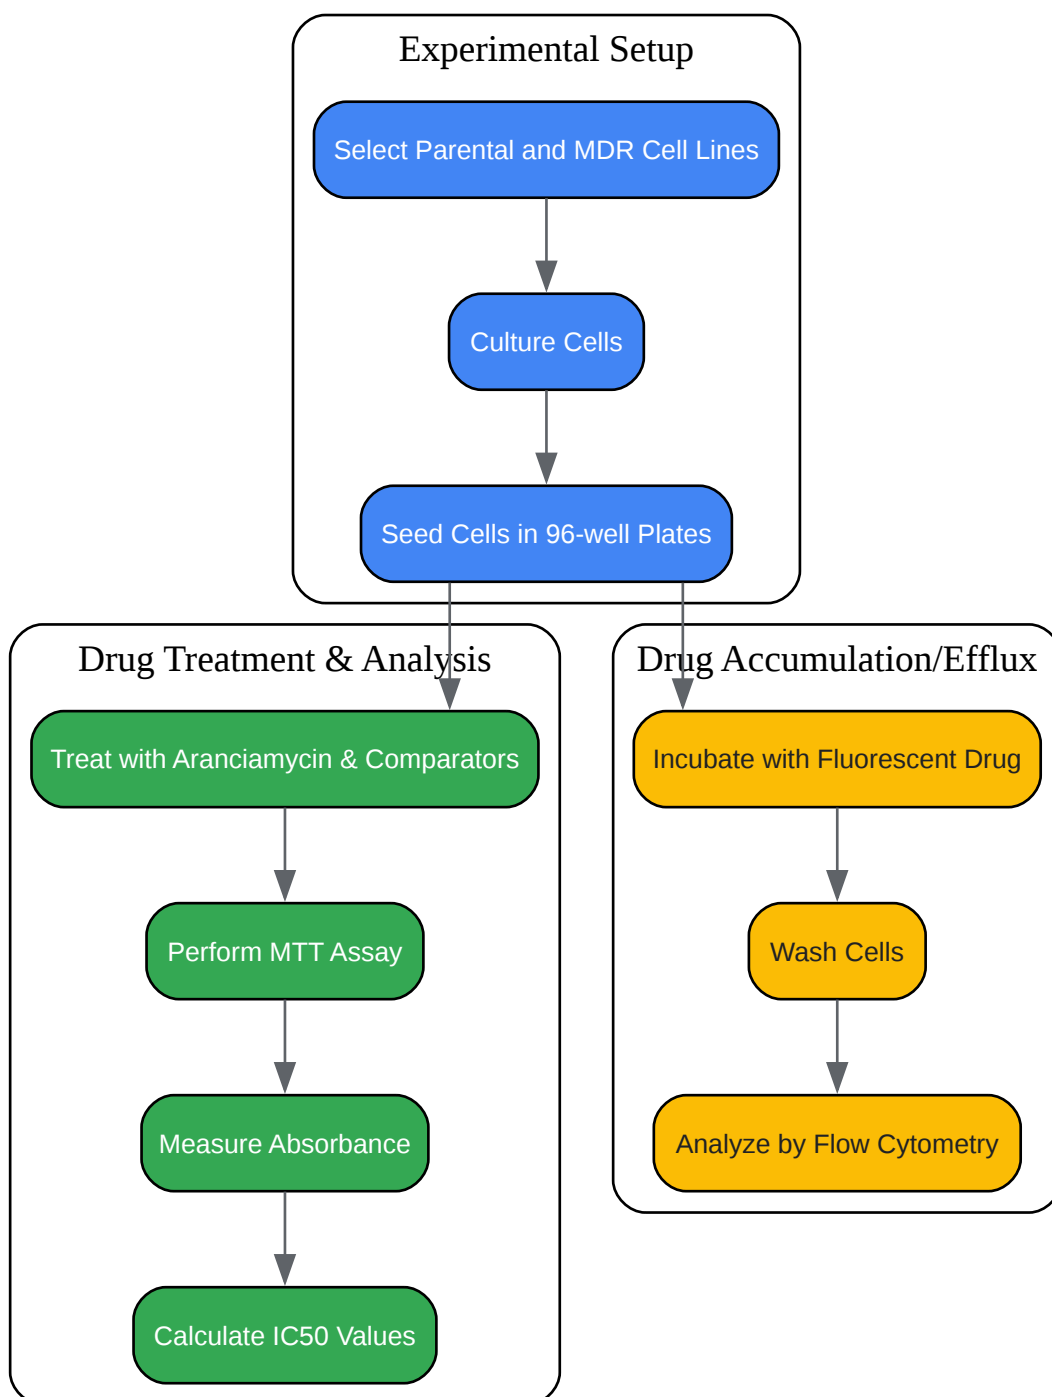 Experimental Setup
Select Parental and MDR Cell Lines
Culture Cells
Seed Cells in 96-well Plates
Drug Treatment & Analysis
Treat with Aranciamycin & Comparators
Perform MTT Assay
Measure Absorbance
Calculate IC50 Values
Drug Accumulation/Efflux
Incubate with Fluorescent Drug
Wash Cells
Analyze by Flow Cytometry